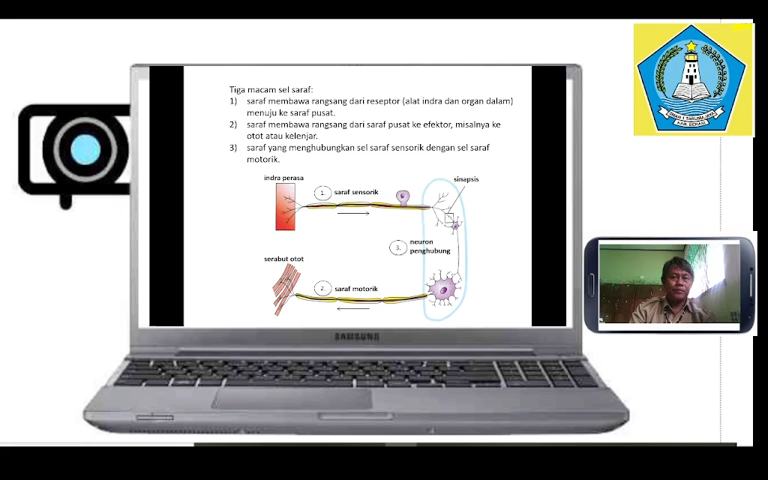 Tiga macam sel saraf:
1) saraf membawa rangsang dari reseptor (alat indra dan organ dalam)
menuju ke saraf pusat.
2) saraf membawa rangsang dari saraf pusat ke efektor, misalnya ke
otot atau kelenjar.
3) saraf yang menghubungkan sel saraf sensorik dengan sel saraf
motorik.
indra perasa
1. saraf sensorik
sinapsis
3. neuron
penghubung
serabut otot
2. saraf motorik
SAMSUNG